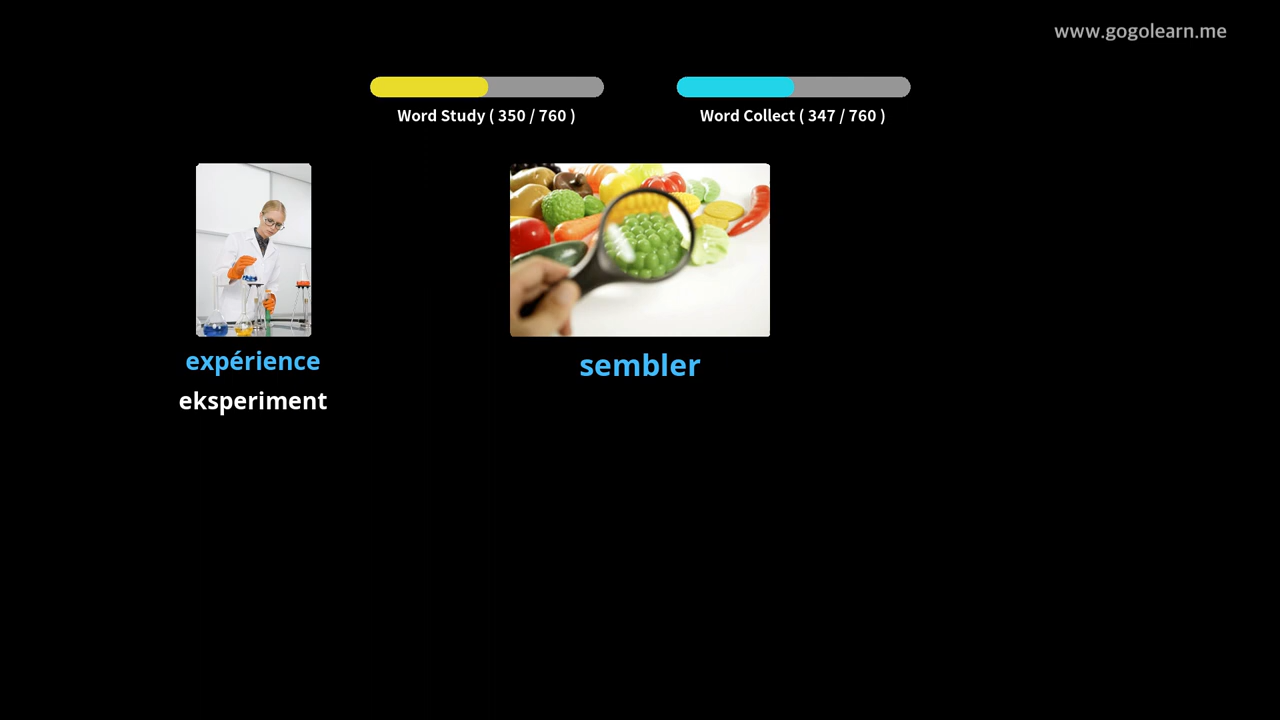 www.gogolearn.me
Word Study ( 350 / 760 )
Word Collect ( 347 / 760 )
expérience
eksperiment
sembler